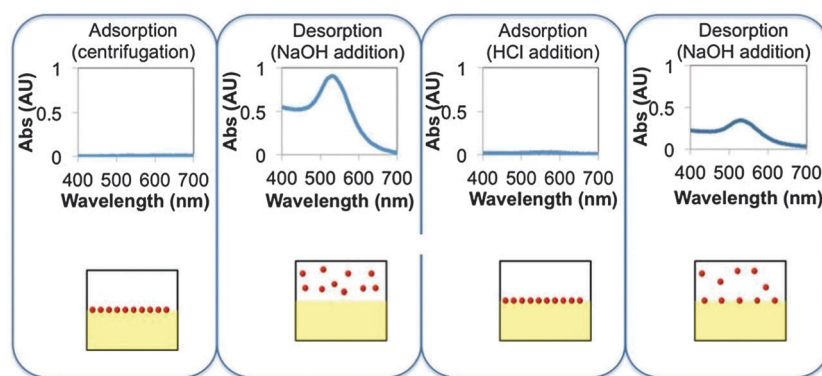 Adsorption
(centrifugation)
1
0.5
0
Abs (AU)
400 500 600 700
Wavelength (nm)
Desorption
(NaOH addition)
1
0.5
0
Abs (AU)
400 500 600 700
Wavelength (nm)
Adsorption
(HCl addition)
1
0.5
0
Abs (AU)
400 500 600 700
Wavelength (nm)
Desorption
(NaOH addition)
1
0.5
0
Abs (AU)
400 500 600 700
Wavelength (nm)